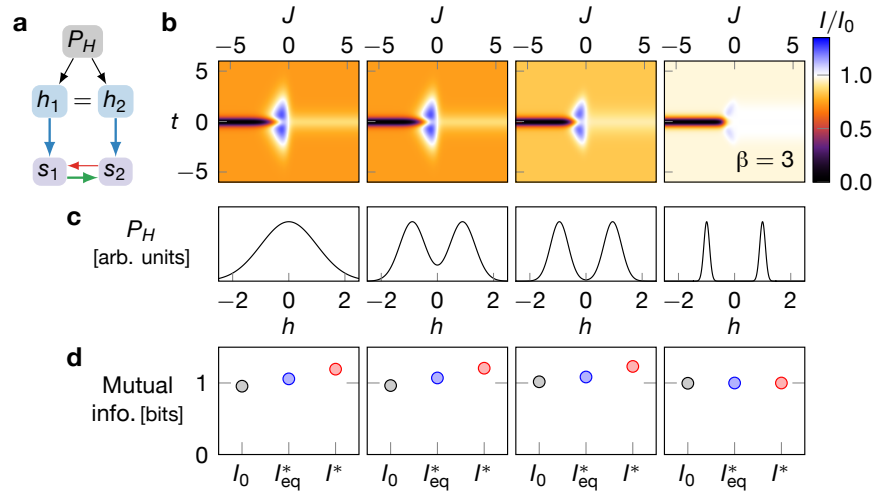 a
P_H
h_1 = h_2
s_1 s_2
b
J J J J I/I_0
−5 0 5 −5 0 5 −5 0 5 −5 0 5
t
5
0
−5
β = 3
1.0
0.5
0.0
c
P_H
[arb. units]
−2 0 2 −2 0 2 −2 0 2 −2 0 2
h h h h
d
Mutual
info. [bits]
1
0
I_0 I*_eq I* I_0 I*_eq I* I_0 I*_eq I* I_0 I*_eq I*